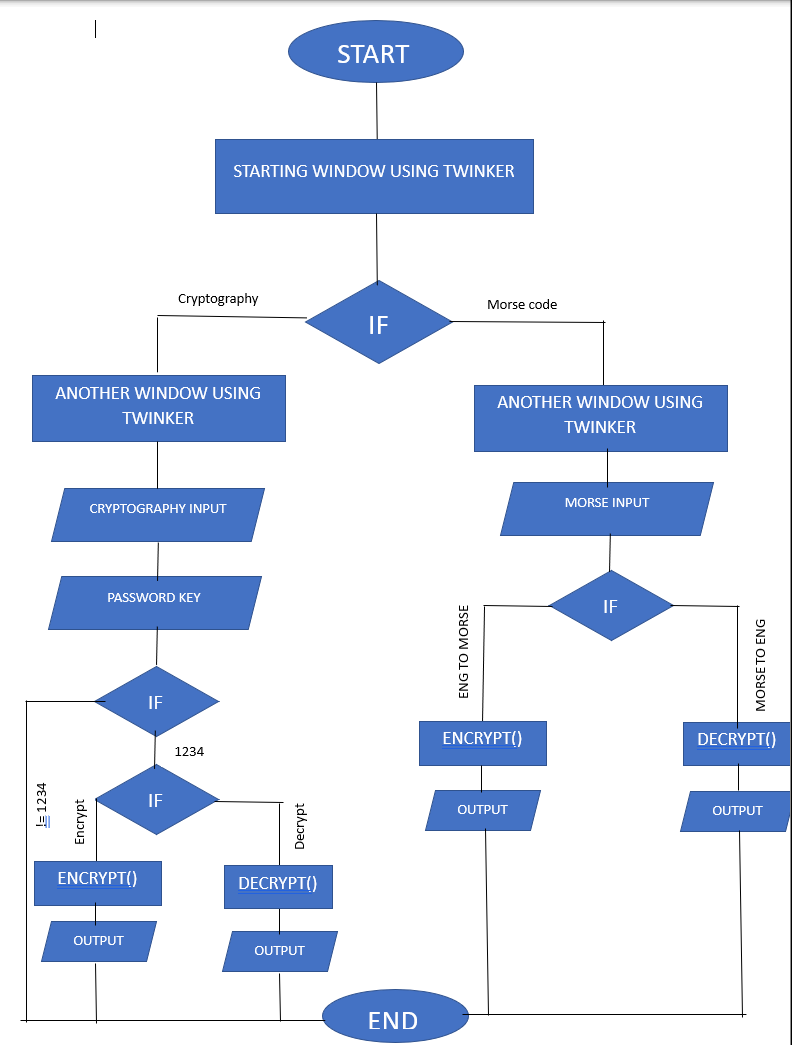 START
STARTING WINDOW USING TWINKER
IF
Cryptography
Morse code
ANOTHER WINDOW USING
TWINKER
CRYPTOGRAPHY INPUT
PASSWORD KEY
IF
!=1234
1234
IF
Encrypt
Decrypt
ENCRYPT()
DECRYPT()
OUTPUT
OUTPUT
ANOTHER WINDOW USING
TWINKER
MORSE INPUT
IF
ENG TO MORSE
MORSE TO ENG
ENCRYPT()
DECRYPT()
OUTPUT
OUTPUT
END